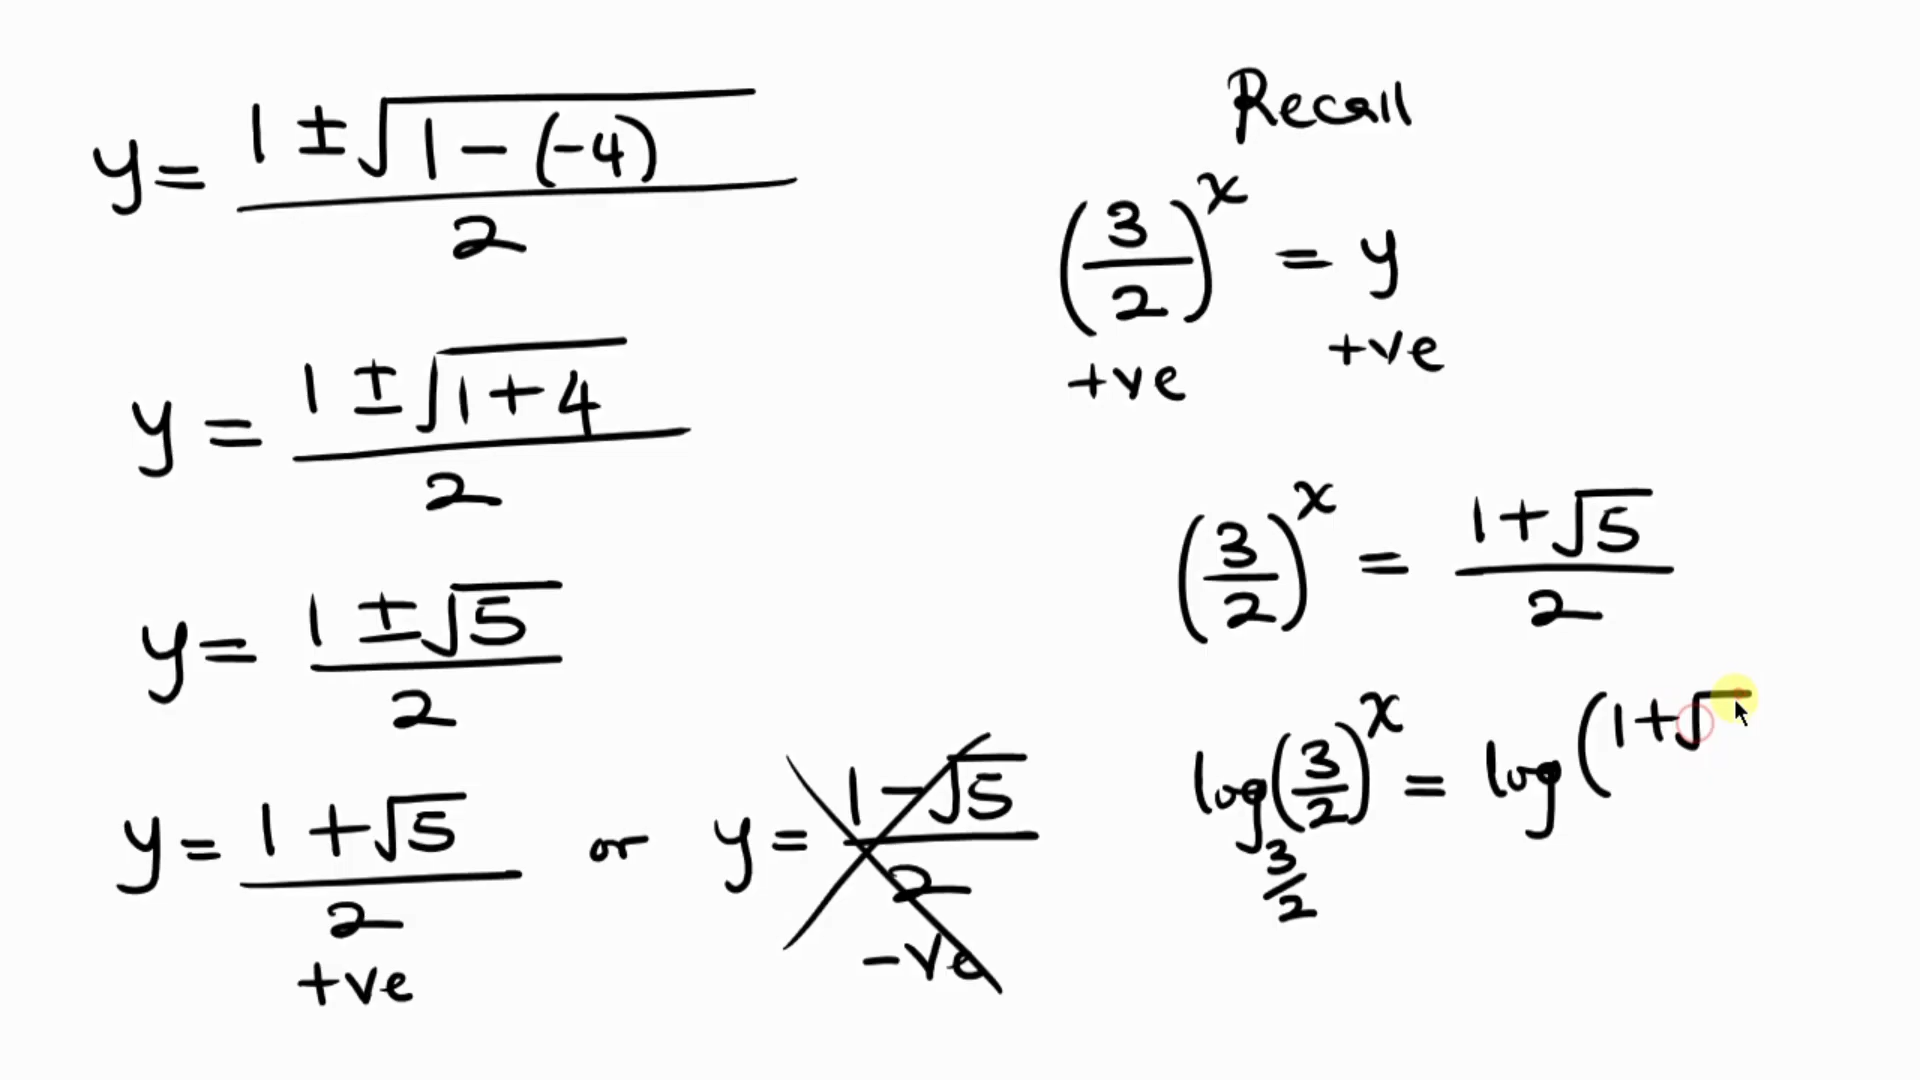 y = (1 ± √(1 - (-4))) / 2
y = (1 ± √(1 + 4)) / 2
y = (1 ± √5) / 2
y = (1 + √5) / 2 or y = (1 - √5) / 2
+ve -ve
Recall
(3/2)^x = y
+ve +ve
(3/2)^x = (1 + √5) / 2
log_(3/2) (3/2)^x = log (1 + √